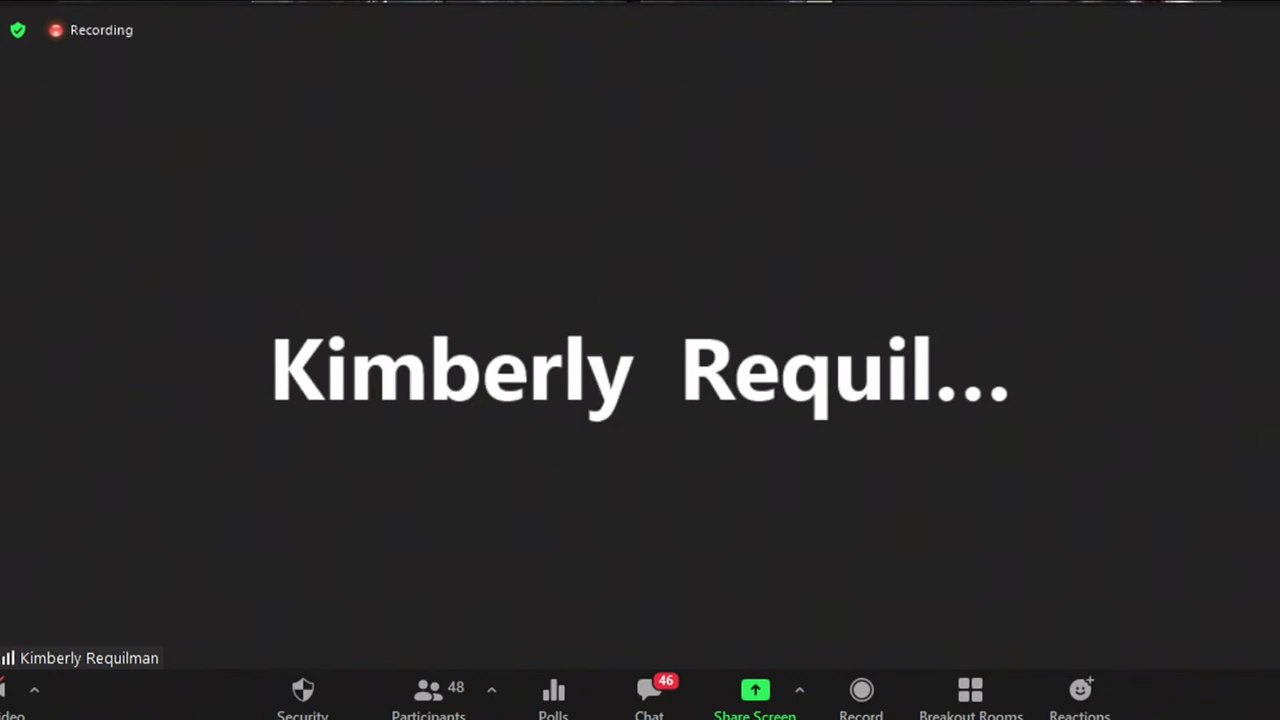 Recording
Kimberly Requil...
Kimberly Requilman
48
46
Security
Participants
Polls
Chat
Share Screen
Record
Breakout Rooms
Reactions